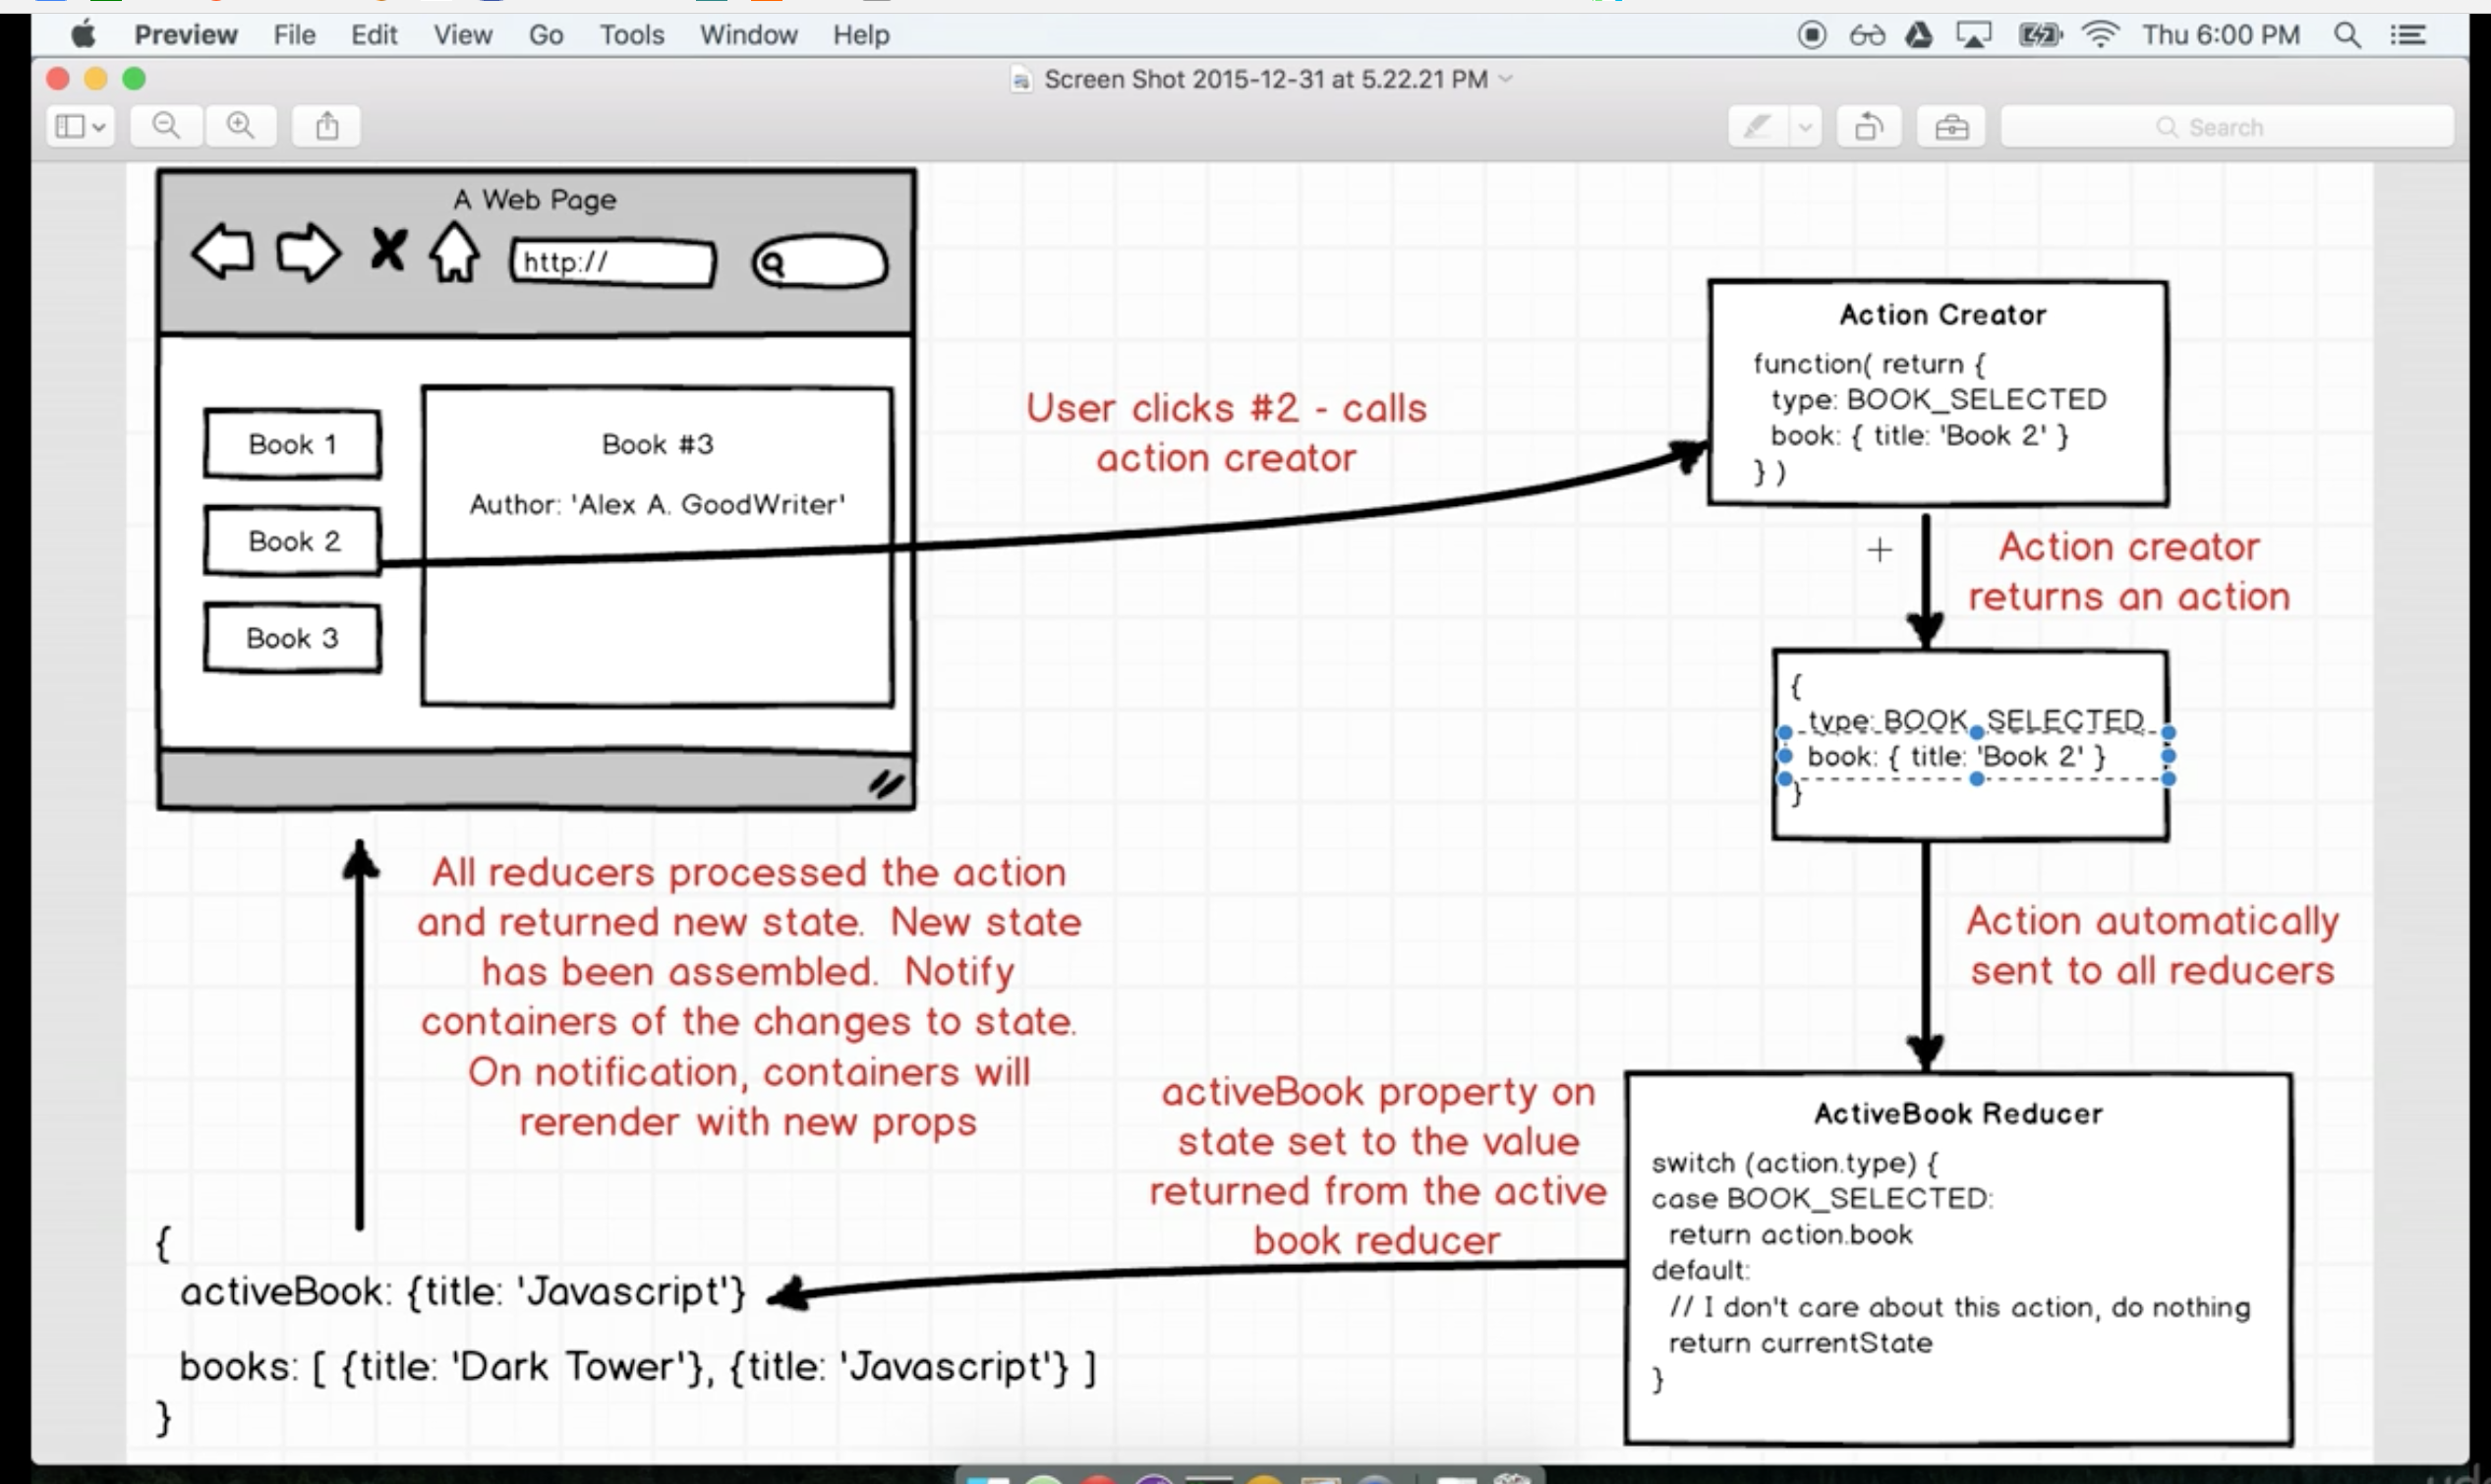 Preview File Edit View Go Tools Window Help Thu 6:00 PM
Screen Shot 2015-12-31 at 5.22.21 PM
Search
A Web Page
http://
Book 1
Book 2
Book 3
Book #3
Author: 'Alex A. GoodWriter'
User clicks #2 - calls
action creator
Action Creator
function( return {
type: BOOK_SELECTED
book: { title: 'Book 2' }
} )
Action creator
returns an action
{
type: BOOK_SELECTED
book: { title: 'Book 2' }
}
Action automatically
sent to all reducers
ActiveBook Reducer
switch (action.type) {
case BOOK_SELECTED:
return action.book
default:
// I don't care about this action, do nothing
return currentState
}
activeBook property on
state set to the value
returned from the active
book reducer
{
activeBook: {title: 'Javascript'}
books: [ {title: 'Dark Tower'}, {title: 'Javascript'} ]
}
All reducers processed the action
and returned new state. New state
has been assembled. Notify
containers of the changes to state.
On notification, containers will
rerender with new props